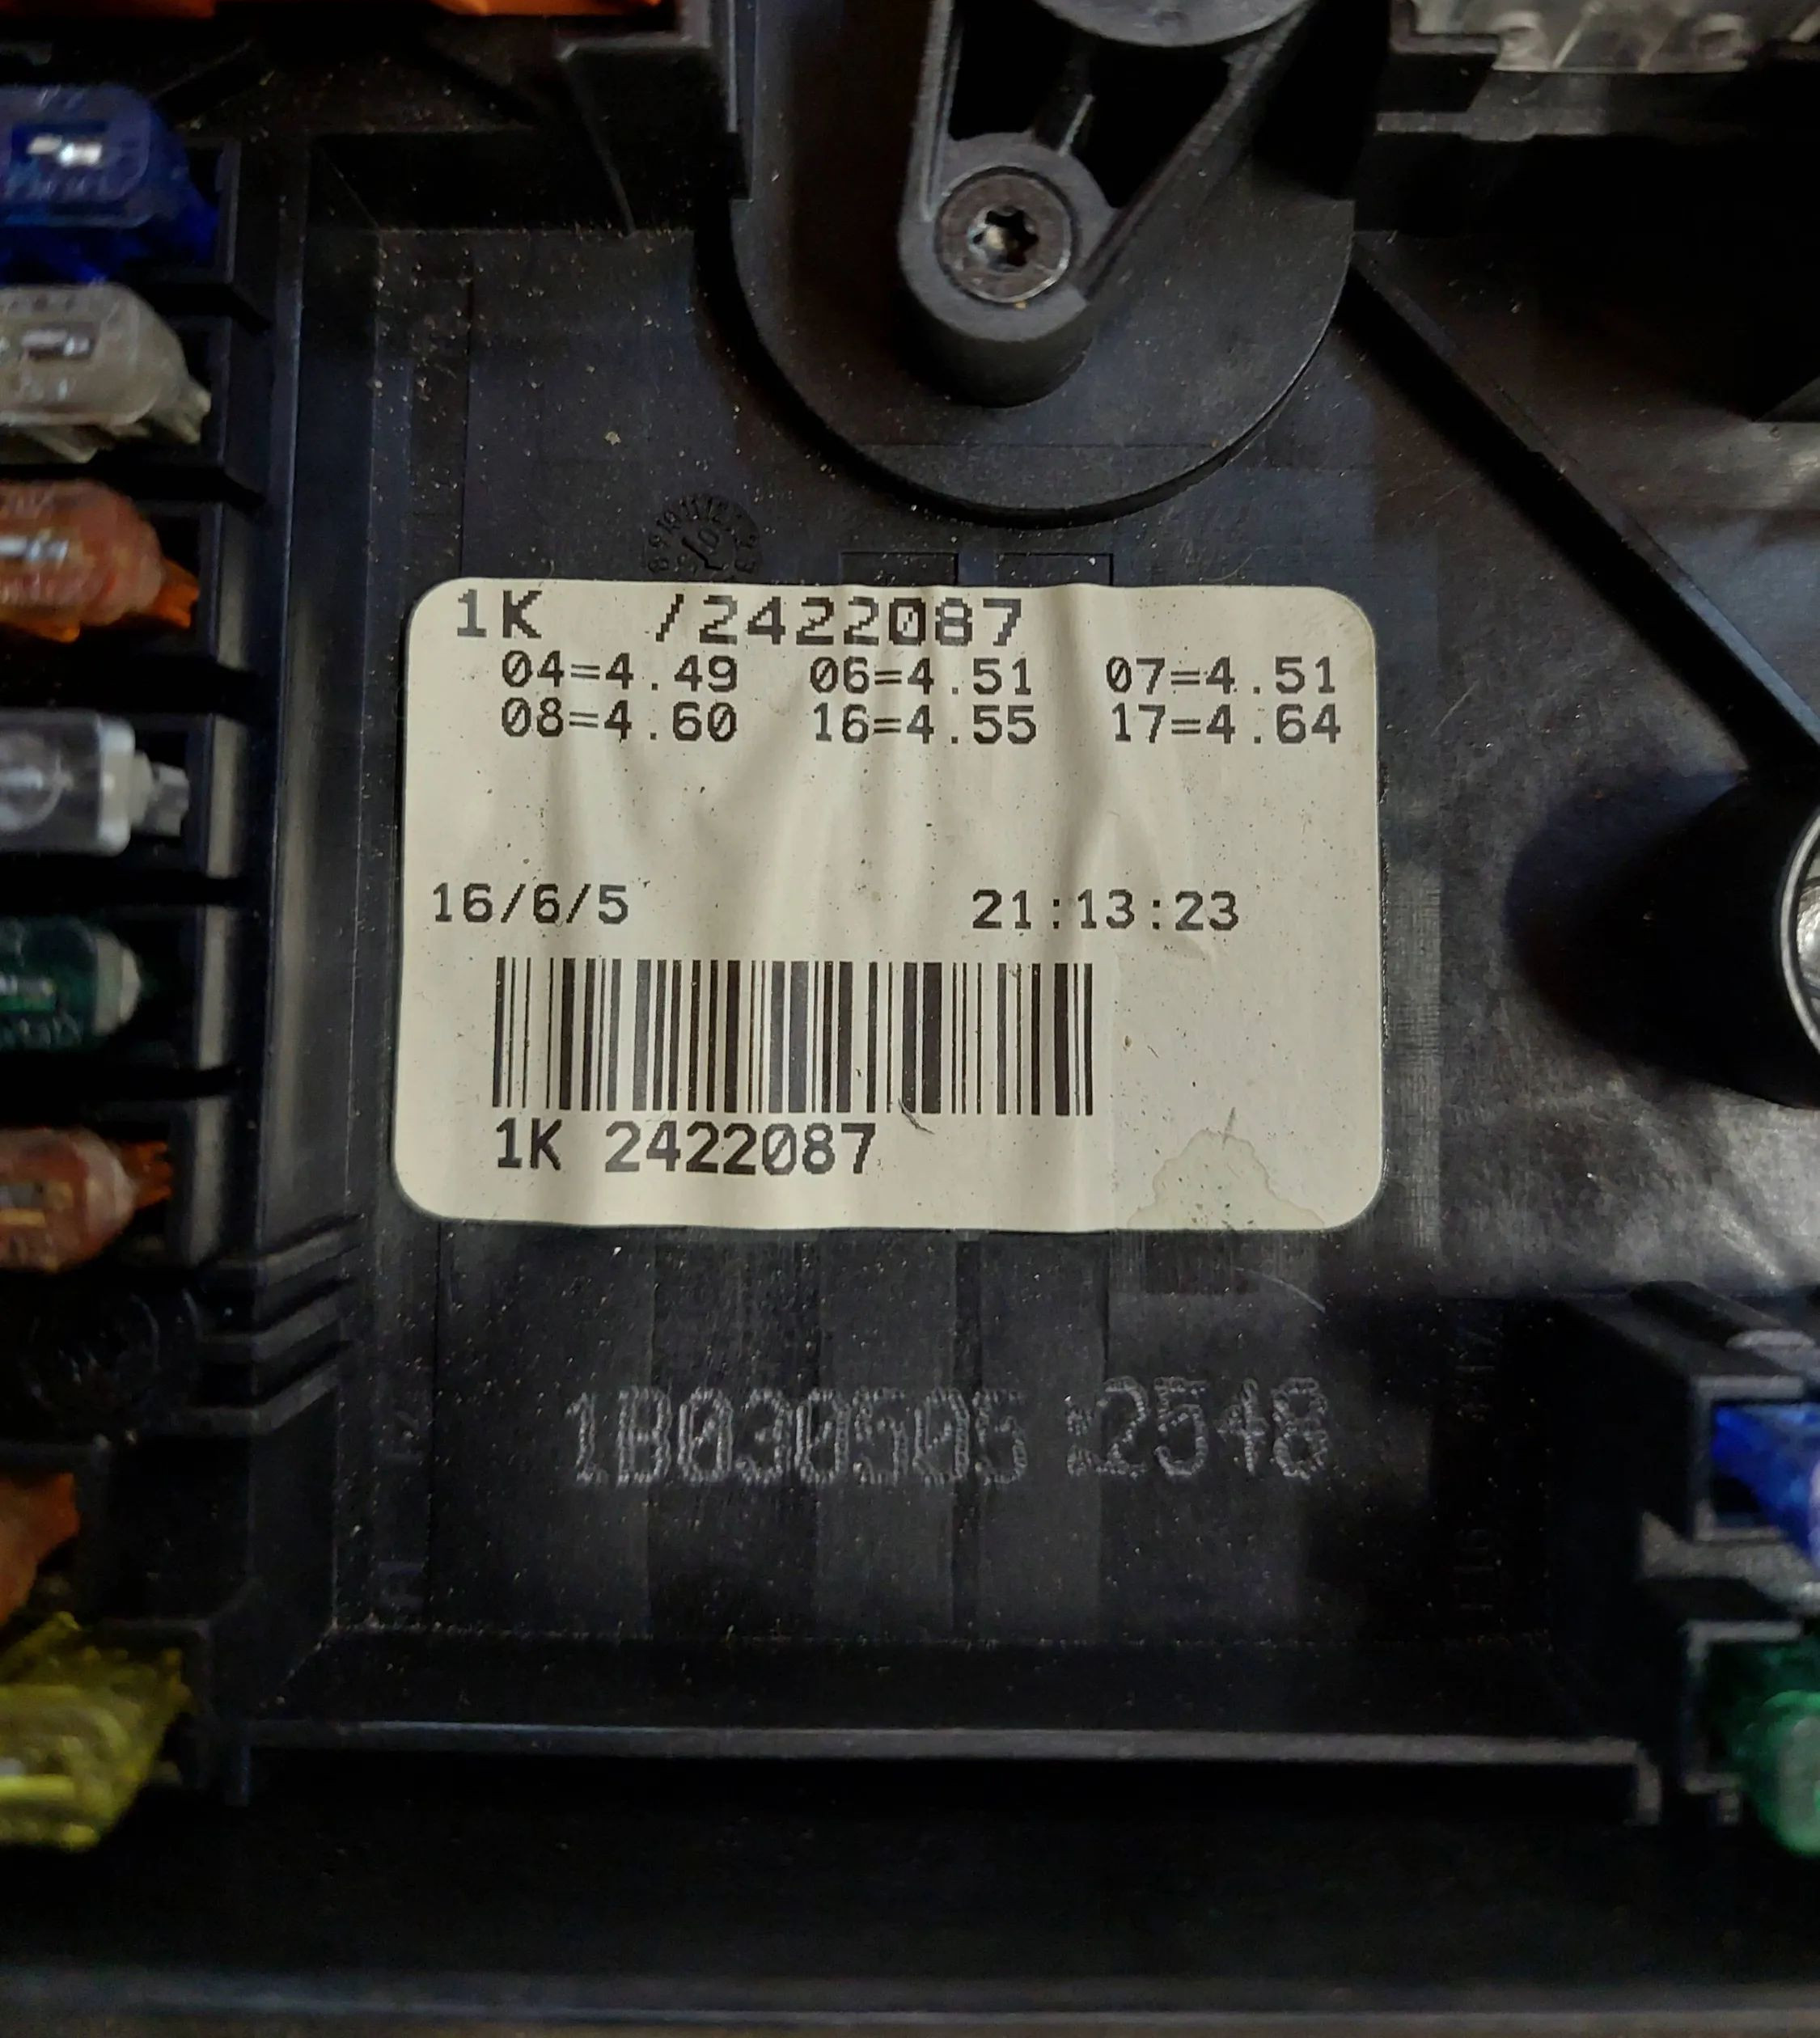 1K /2422087
04=4.49 06=4.51 07=4.51
08=4.60 16=4.55 17=4.64
16/6/5 21:13:23
1K 2422087
1B030505 2548